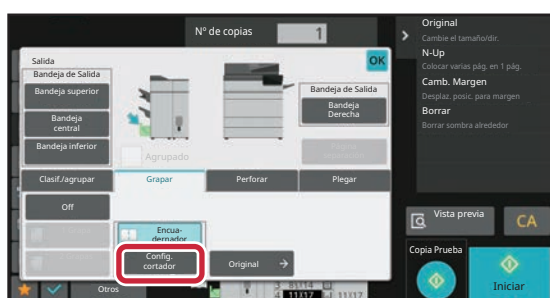 N° de copias
1
Salida
OK
Bandeja de Salida
Bandeja superior
Bandeja
central
Bandeja inferior
Agrupado
Bandeja de Salida
Bandeja
Derecha
Clasif./agrupar
Grapar
Perforar
Plegar
Off
Encua-
dernador
Config.
cortador
Original
Otros
11X17
11X17
Original
Cambie el tamaño/dir.
N-Up
Colocar varias pág. en 1 pág.
Camb. Margen
Desplaz. posic. para margen
Borrar
Borrar sombra alrededor
Vista previa
CA
Copia Prueba
Iniciar